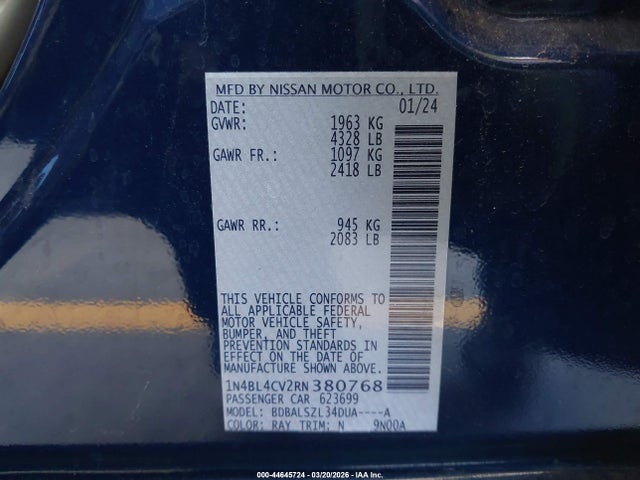 MFD BY NISSAN MOTOR CO., LTD.
DATE: 01/24
GVWR: 1963 KG
4328 LB
GAWR FR.: 1097 KG
2418 LB
GAWR RR.: 945 KG
2083 LB
THIS VEHICLE CONFORMS TO
ALL APPLICABLE FEDERAL
MOTOR VEHICLE SAFETY,
BUMPER, AND THEFT
PREVENTION STANDARDS IN
EFFECT ON THE DATE OF
MANUFACTURE SHOWN ABOVE.
1N4BL4CV2RN380768
PASSENGER CAR 623699
MODEL: BDBALSZL34DUA----A
COLOR: RAY TRIM: N 9N00A
000-44645724 | 03/20/2026 - IAA Inc.